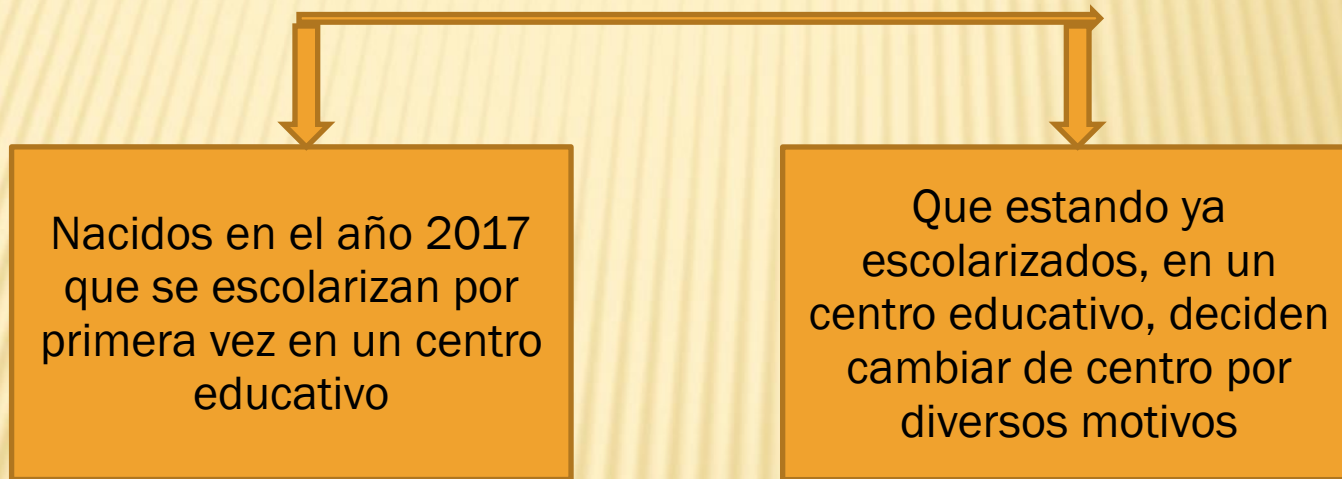 Nacidos en el año 2017
que se escolarizan por
primera vez en un centro
educativo
Que estando ya
escolarizados, en un
centro educativo, deciden
cambiar de centro por
diversos motivos